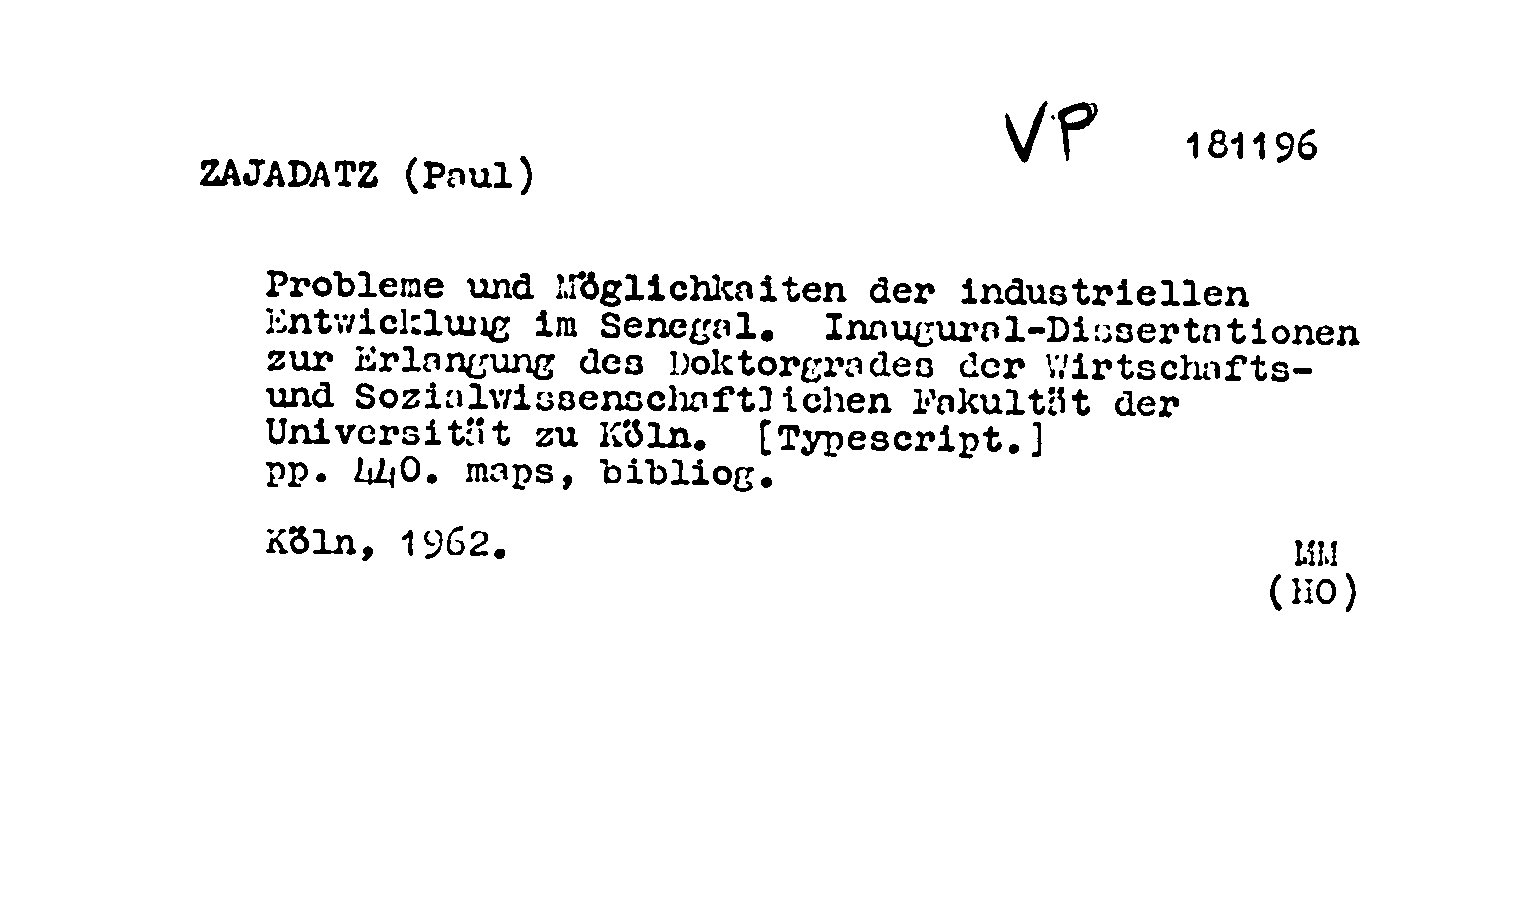 VP 181196
ZAJADATZ (Paul)
Probleme und Möglichkaiten der industriellen
Entwicklung im Senegal. Inaugural-Dissertationen
zur Erlangung des Doktorgrades der Wirtschafts-
und Sozialwissenschaftlichen Fakultät der
Universität zu Köln. [Typescript.]
pp. 440. maps, bibliog.
Köln, 1962.
MM
(HO)